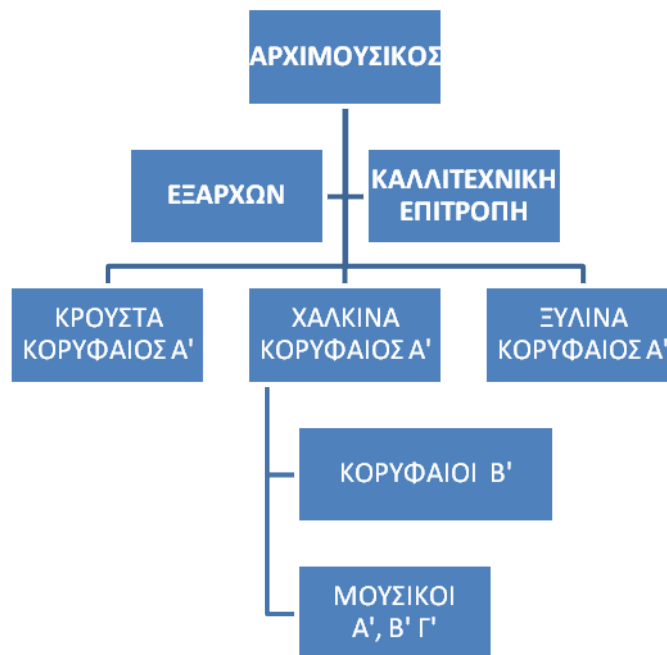 ΑΡΧΙΜΟΥΣΙΚΟΣ
ΕΞΑΡΧΩΝ
ΚΑΛΛΙΤΕΧΝΙΚΗ
ΕΠΙΤΡΟΠΗ
ΚΡΟΥΣΤΑ
ΚΟΡΥΦΑΙΟΣ Α'
ΧΑΛΚΙΝΑ
ΚΟΡΥΦΑΙΟΣ Α'
ΞΥΛΙΝΑ
ΚΟΡΥΦΑΙΟΣ Α'
ΚΟΡΥΦΑΙΟΙ Β'
ΜΟΥΣΙΚΟΙ
Α', Β' Γ'